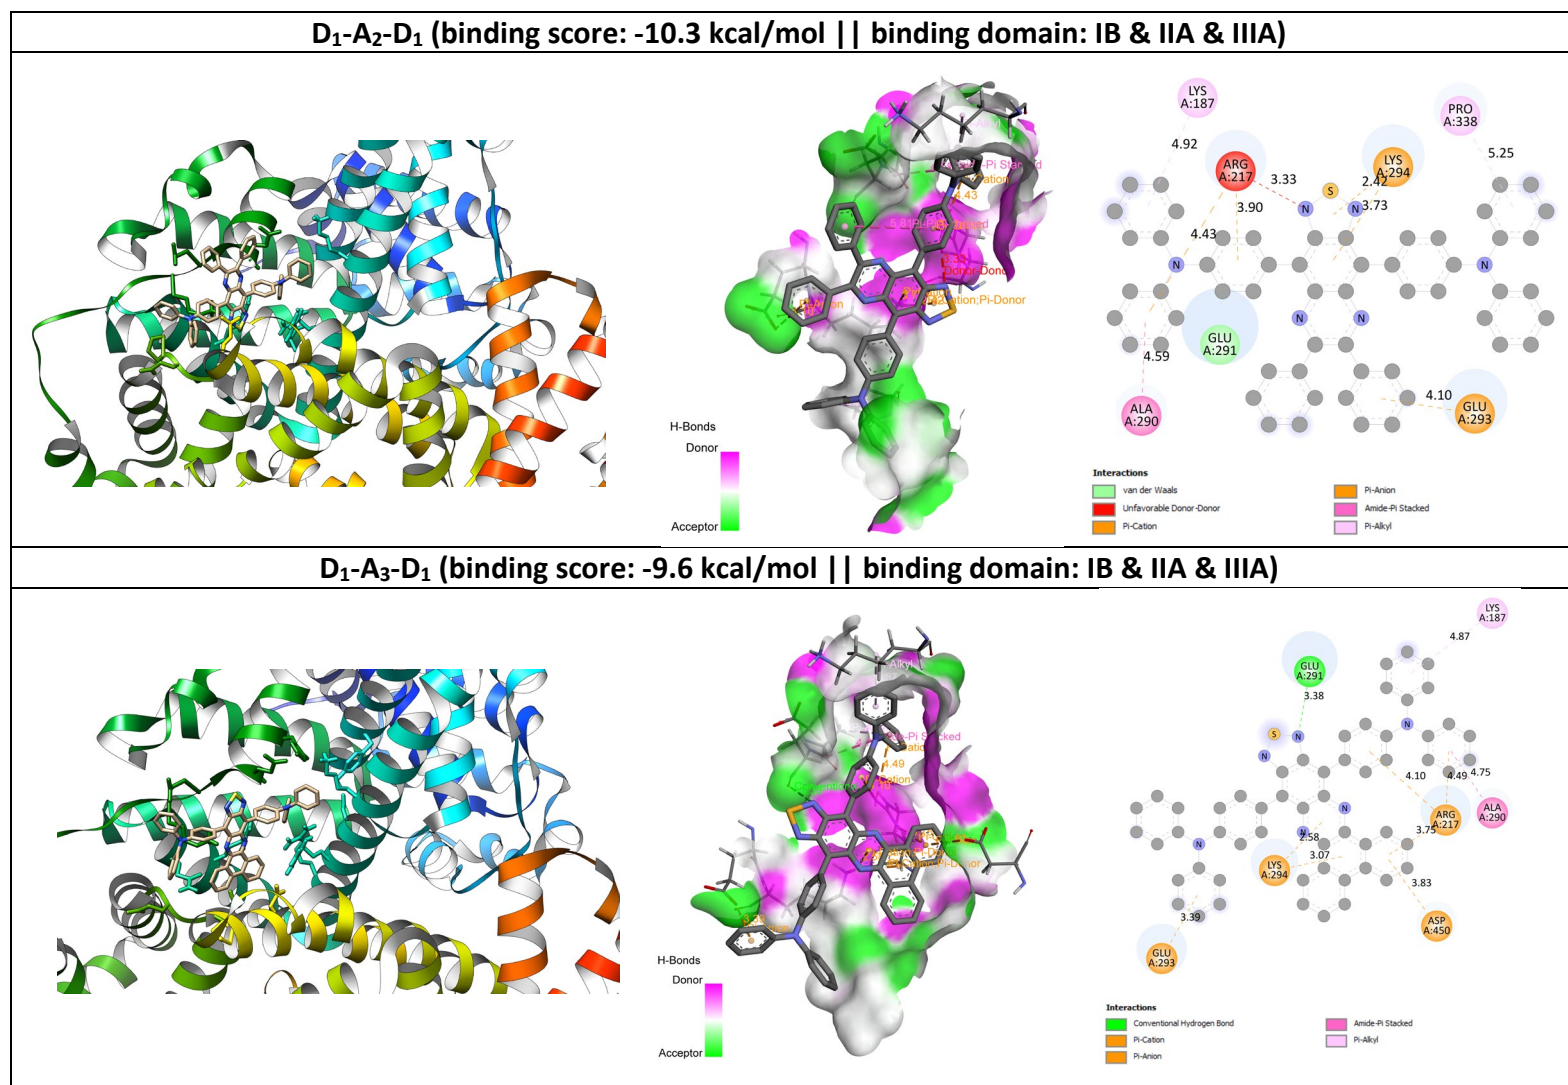 D₁-A₂-D₁ (binding score: -10.3 kcal/mol || binding domain: IB & IIA & IIIA)
H-Bonds
Donor
Acceptor
4.43
LYS
A:187
PRO
A:338
4.92
ARG
A:217
3.33
S
2.42
LYS
A:294
5.25
N
N
3.90
3.73
4.43
N
N
GLU
A:291
N
N
4.59
ALA
A:290
4.10
GLU
A:293
Interactions
van der Waals
Unfavorable Donor-Donor
Pi-Cation
Pi-Anion
Amide-Pi Stacked
Pi-Alkyl
D₁-A₃-D₁ (binding score: -9.6 kcal/mol || binding domain: IB & IIA & IIIA)
Alkyl
4.49
H-Bonds
Donor
Acceptor
LYS
A:187
4.87
GLU
A:291
3.38
N
S
N
N
4.10
4.49
4.75
ALA
A:290
ARG
A:217
N
N
3.75
2.58
N
3.07
LYS
A:294
3.83
3.39
ASP
A:450
GLU
A:293
Interactions
Conventional Hydrogen Bond
Pi-Cation
Pi-Anion
Amide-Pi Stacked
Pi-Alkyl